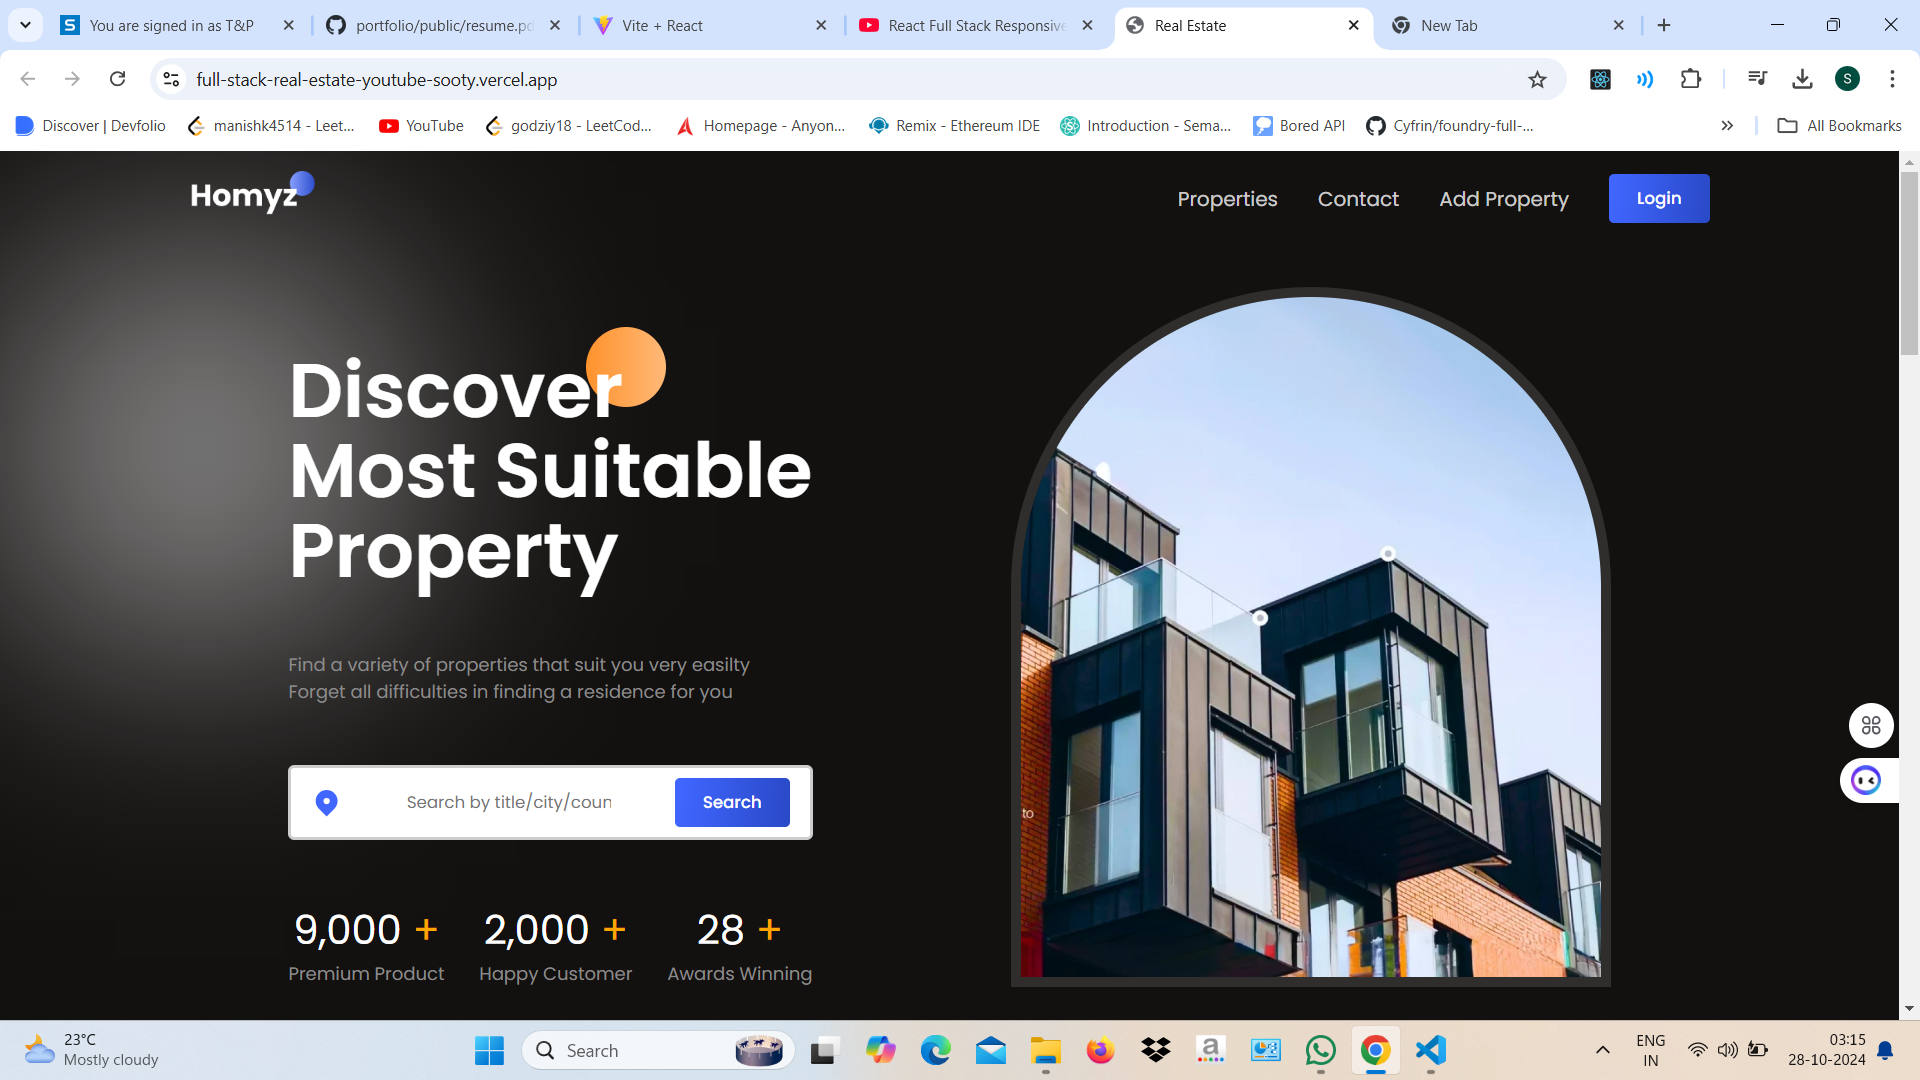 You are signed in as T&P
portfolio/public/resume.pd
Vite + React
React Full Stack Responsive
Real Estate
New Tab
full-stack-real-estate-youtube-sooty.vercel.app
S
Discover | Devfolio
manishk4514 - Leet...
YouTube
godziy18 - LeetCod...
Homepage - Anyon...
Remix - Ethereum IDE
Introduction - Sema...
Bored API
Cyfrin/foundry-full-...
All Bookmarks
Homyz
Properties
Contact
Add Property
Login
Discover
Most Suitable
Property
Find a variety of properties that suit you very easilty
Forget all difficulties in finding a residence for you
Search by title/city/coun
Search
9,000 +
Premium Product
2,000 +
Happy Customer
28 +
Awards Winning
to
23°C
Mostly cloudy
Search
ENG
IN
03:15
28-10-2024